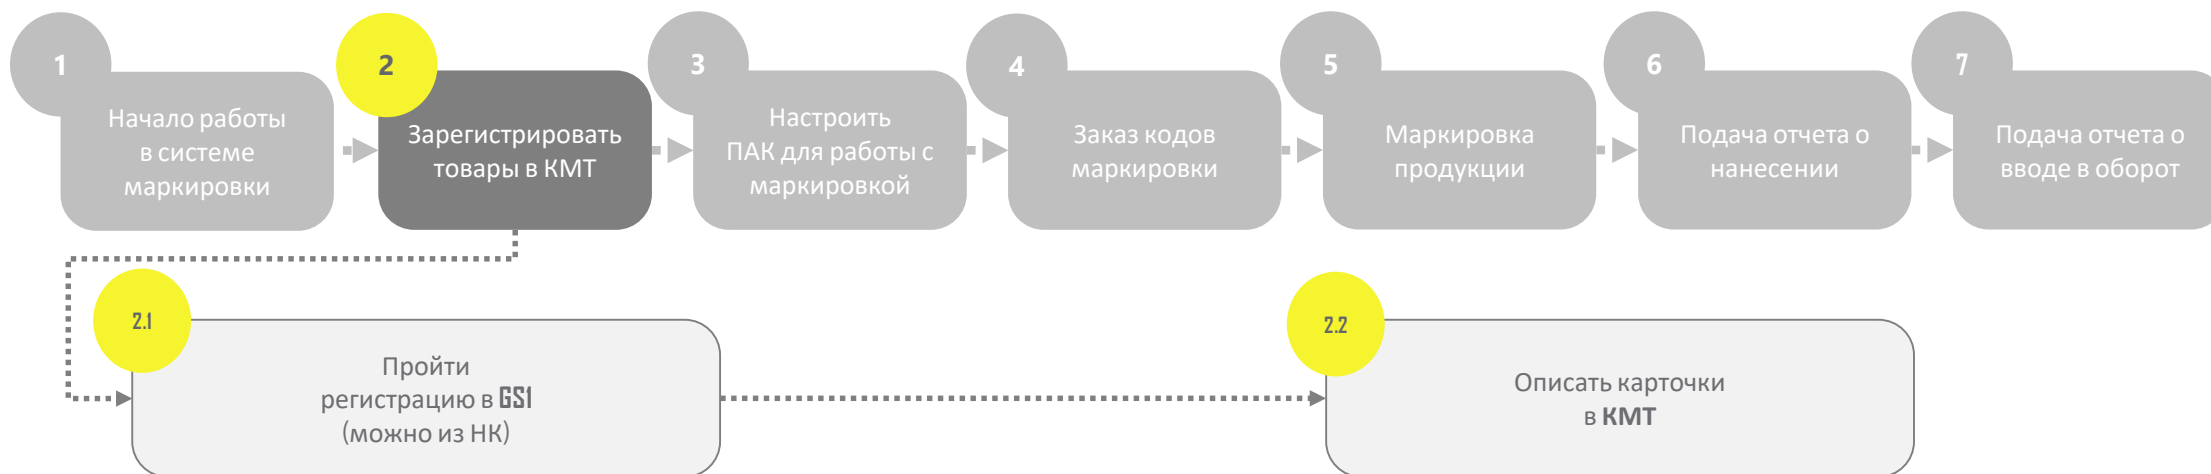 1
Начало работы
в системе
маркировки
2
Зарегистрировать
товары в КМТ
3
Настроить
ПАК для работы с
маркировкой
4
Заказ кодов
маркировки
5
Маркировка
продукции
6
Подача отчета о
нанесении
7
Подача отчета о
вводе в оборот
2.1
Пройти
регистрацию в GS1
(можно из НК)
2.2
Описать карточки
в КМТ